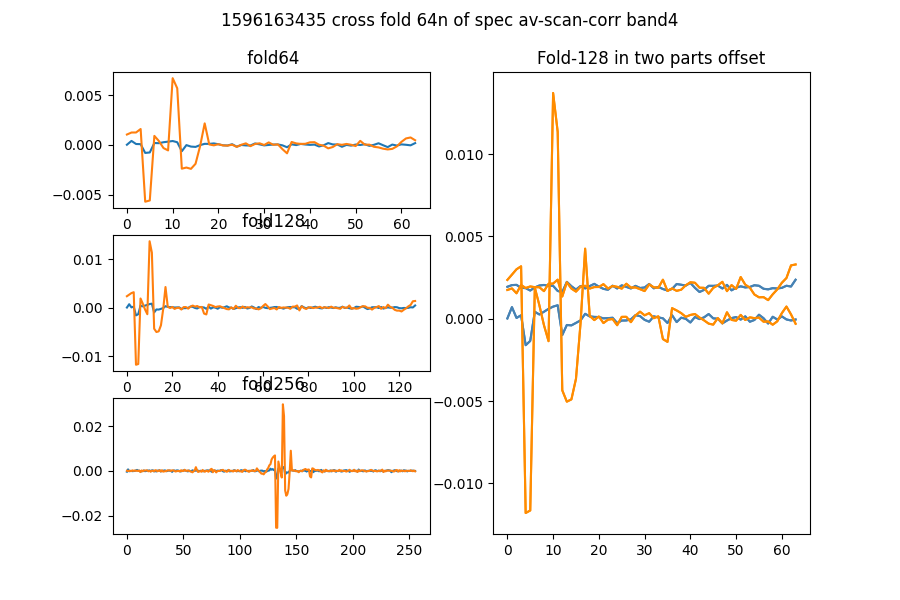 1596163435 cross fold 64n of spec av-scan-corr band4
fold64
0.005
0.000
−0.005
0 10 20 30 40 50 60
fold128
0.01
0.00
−0.01
0 20 40 60 80 100 120
fold256
0.02
0.00
−0.02
0 50 100 150 200 250
Fold-128 in two parts offset
0.010
0.005
0.000
−0.005
−0.010
0 10 20 30 40 50 60